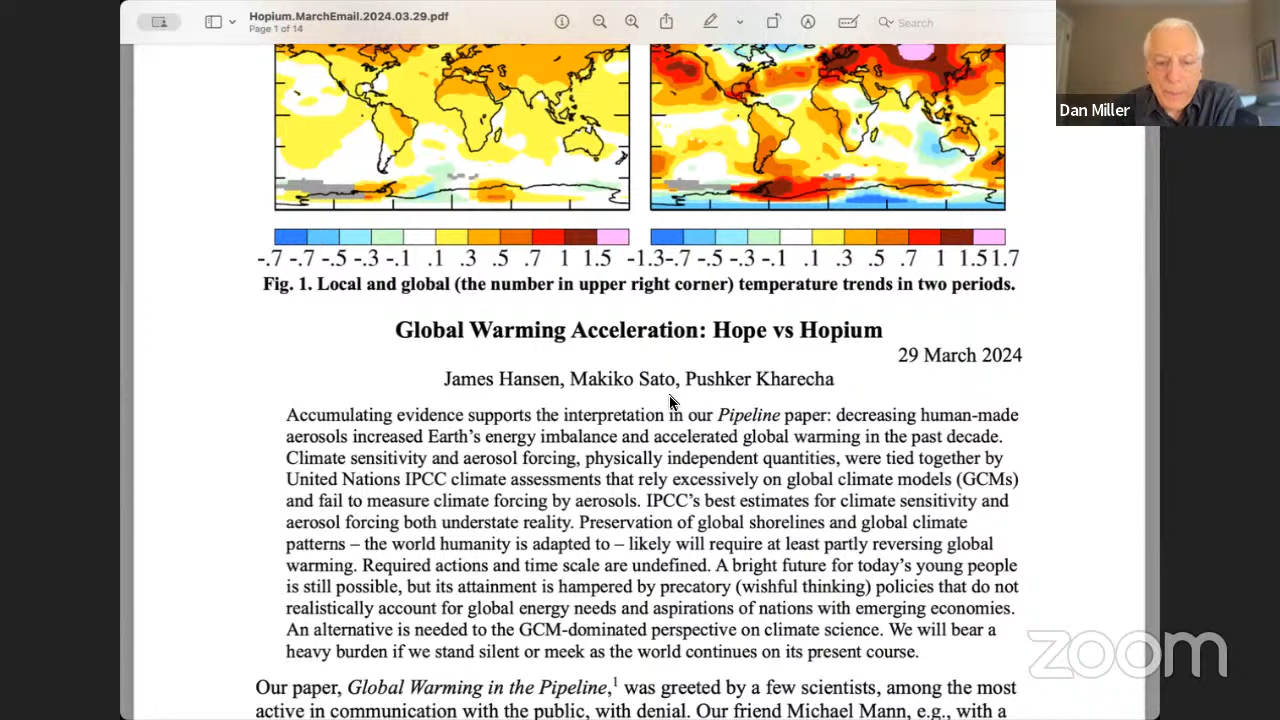 Hopium.MarchEmail.2024.03.29.pdf
Page 1 of 14
Search
Dan Miller
-.7 -.7 -.5 -.3 -.1 .1 .3 .5 .7 1 1.5 -1.3-.7 -.5 -.3 -.1 .1 .3 .5 .7 1 1.5 1.7
Fig. 1. Local and global (the number in upper right corner) temperature trends in two periods.
Global Warming Acceleration: Hope vs Hopium
29 March 2024
James Hansen, Makiko Sato, Pushker Kharecha
Accumulating evidence supports the interpretation in our Pipeline paper: decreasing human-made
aerosols increased Earth's energy imbalance and accelerated global warming in the past decade.
Climate sensitivity and aerosol forcing, physically independent quantities, were tied together by
United Nations IPCC climate assessments that rely excessively on global climate models (GCMs)
and fail to measure climate forcing by aerosols. IPCC's best estimates for climate sensitivity and
aerosol forcing both understate reality. Preservation of global shorelines and global climate
patterns – the world humanity is adapted to – likely will require at least partly reversing global
warming. Required actions and time scale are undefined. A bright future for today's young people
is still possible, but its attainment is hampered by precatory (wishful thinking) policies that do not
realistically account for global energy needs and aspirations of nations with emerging economies.
An alternative is needed to the GCM-dominated perspective on climate science. We will bear a
heavy burden if we stand silent or meek as the world continues on its present course.
Our paper, Global Warming in the Pipeline,1 was greeted by a few scientists, among the most
active in communication with the public, with denial. Our friend Michael Mann, e.g., with a
zoom